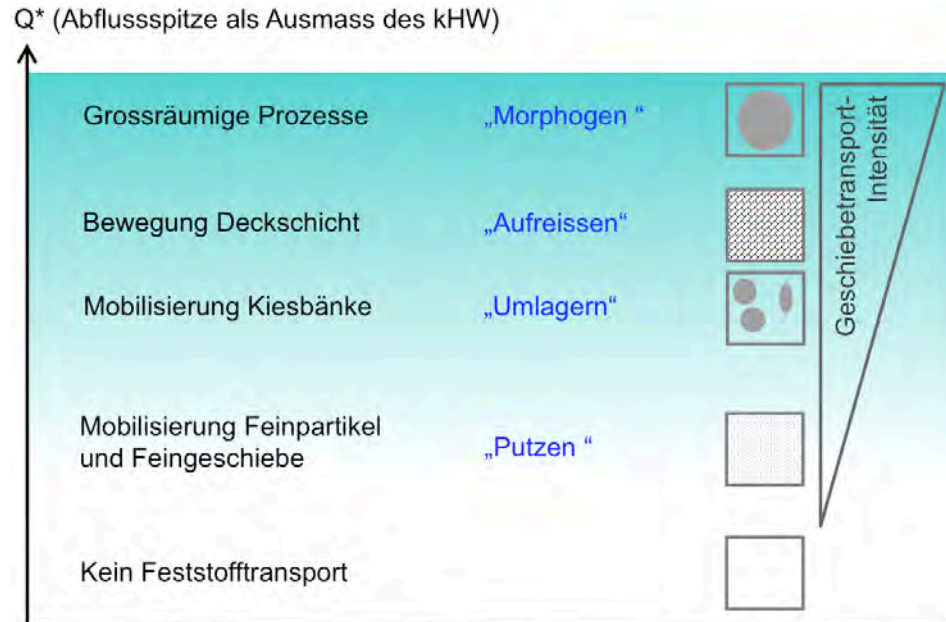 Q* (Abflussspitze als Ausmass des kHW)
Grossräumige Prozesse
„Morphogen “
Bewegung Deckschicht
„Aufreissen“
Mobilisierung Kiesbänke
„Umlagern“
Mobilisierung Feinpartikel
und Feingeschiebe
„Putzen “
Kein Feststofftransport
Geschiebetransport-
Intensität